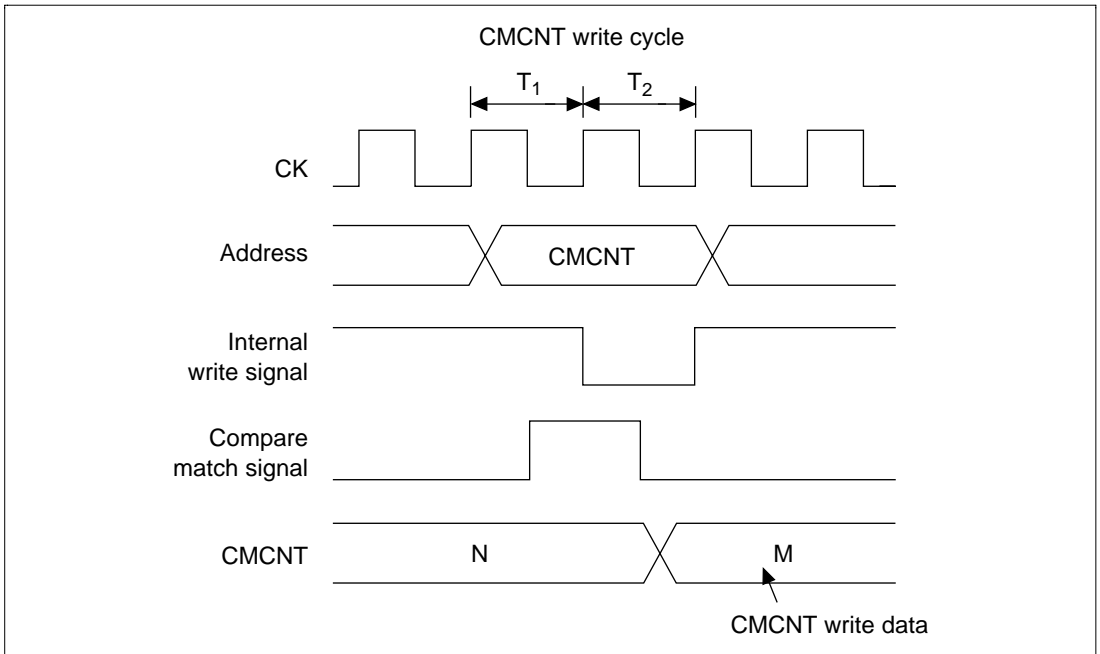 CMCNT write cycle
T1 T2
CK
Address
CMCNT
Internal
write signal
Compare
match signal
CMCNT
N
M
CMCNT write data